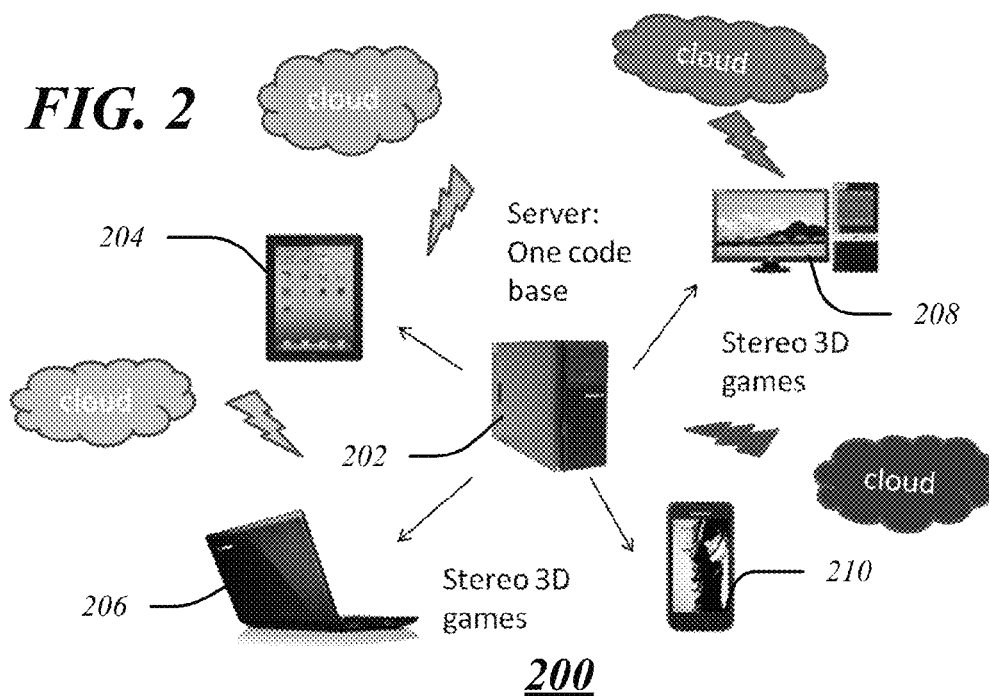 cloud
cloud
FIG. 2
204
Server:
One code
base
208
Stereo 3D
games
cloud
202
cloud
206
Stereo 3D
games
210
200